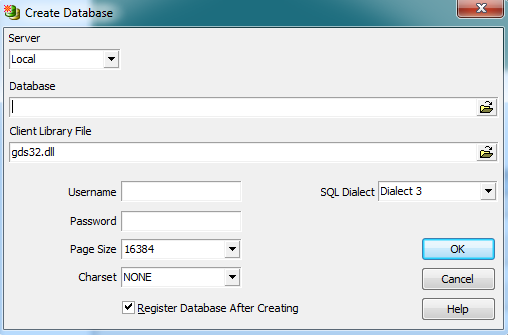 Create Database
Server
Local
Database
Client Library File
gds32.dll
Username
SQL Dialect Dialect 3
Password
Page Size 16384
OK
Charset NONE
Cancel
Register Database After Creating
Help